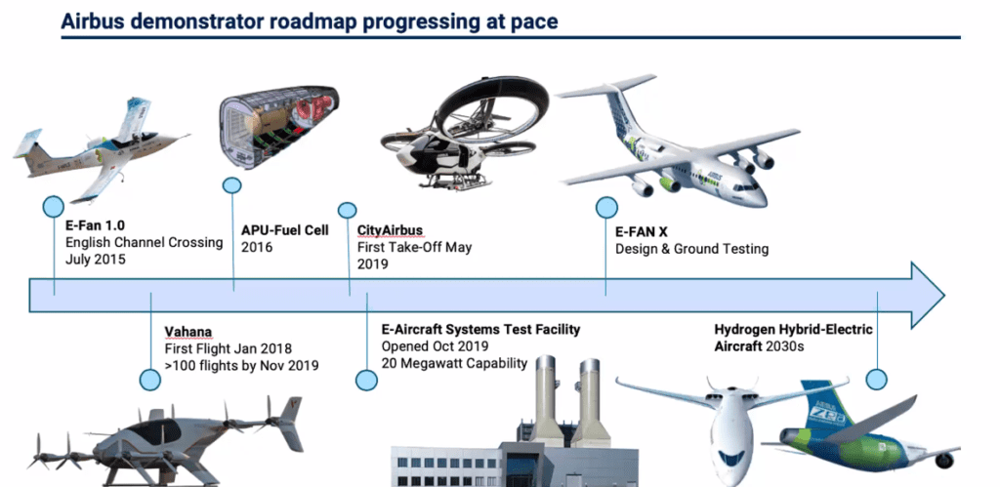 Airbus demonstrator roadmap progressing at pace
E-Fan 1.0
English Channel Crossing
July 2015
APU-Fuel Cell
2016
CityAirbus
First Take-Off May
2019
E-FAN X
Design & Ground Testing
Vahana
First Flight Jan 2018
>100 flights by Nov 2019
E-Aircraft Systems Test Facility
Opened Oct 2019
20 Megawatt Capability
Hydrogen Hybrid-Electric
Aircraft 2030s
AIRBUS
AIRBUS